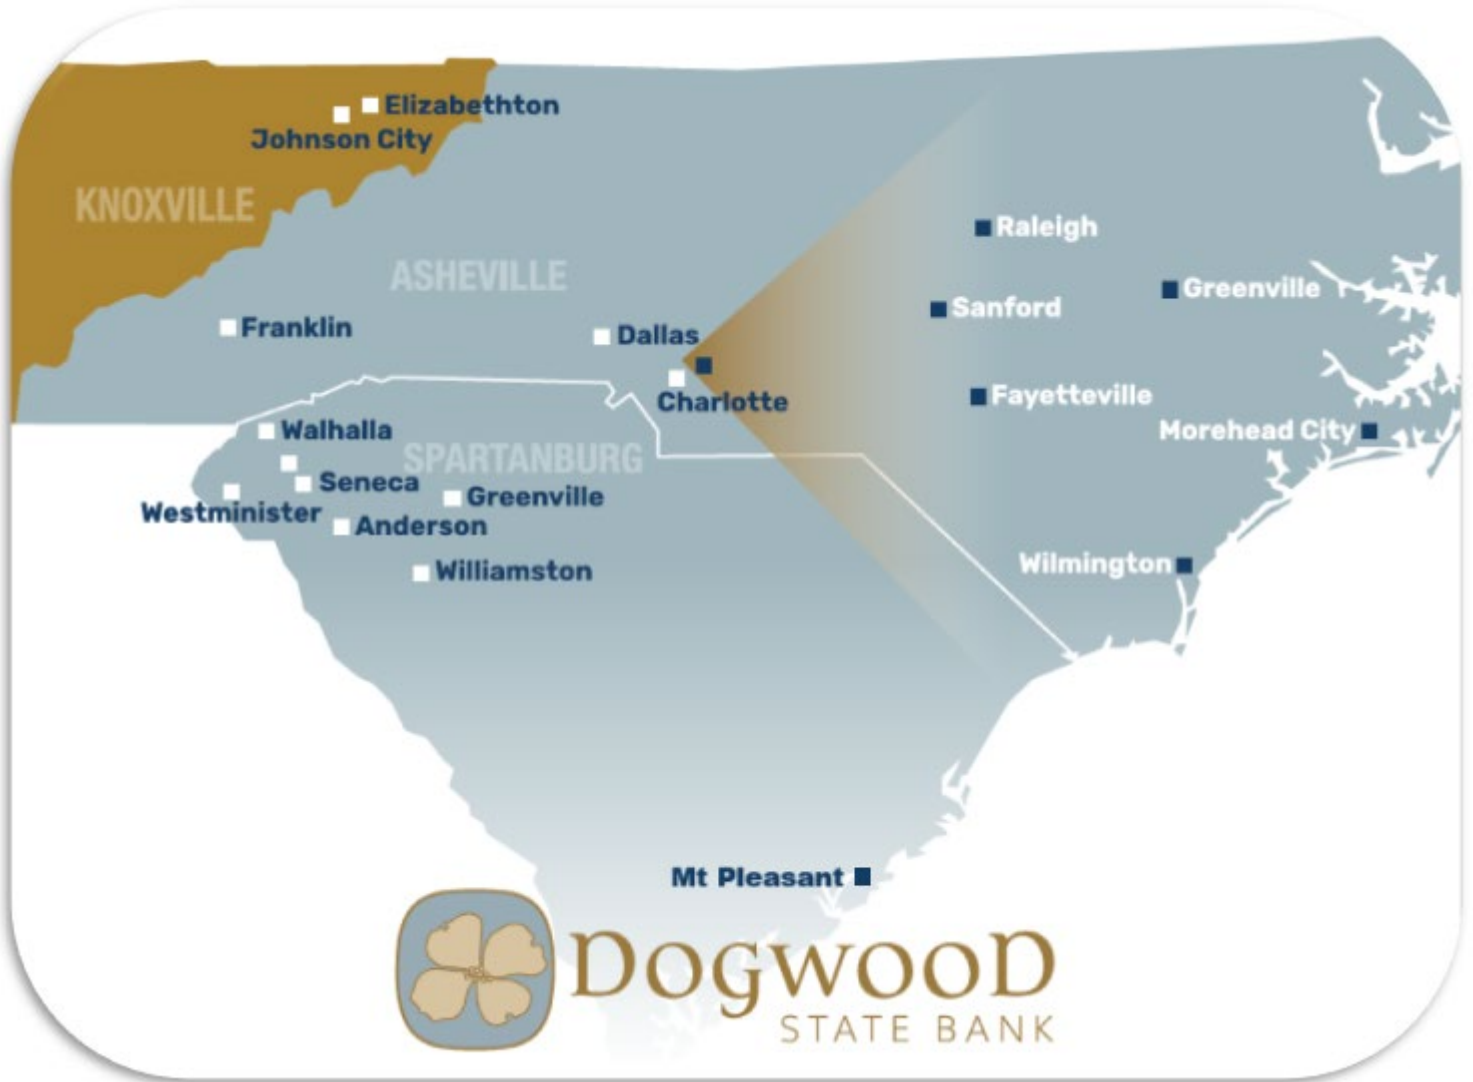 Elizabethton
Johnson City
KNOXVILLE
Raleigh
ASHEVILLE
Greenville
Sanford
Franklin
Dallas
Charlotte
Fayetteville
Walhalla
Morehead City
SPARTANBURG
Seneca
Greenville
Westminister
Anderson
Wilmington
Williamston
Mt Pleasant
DOGWOOD
STATE BANK